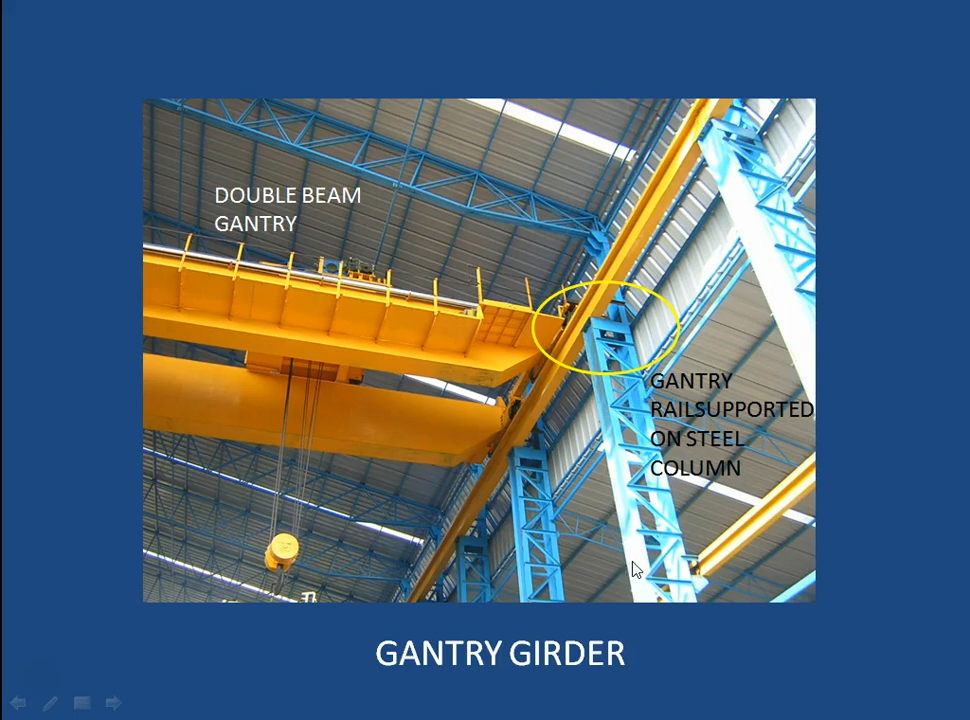 DOUBLE BEAM
GANTRY
GANTRY
RAILSUPPORTED
ON STEEL
COLUMN
GANTRY GIRDER